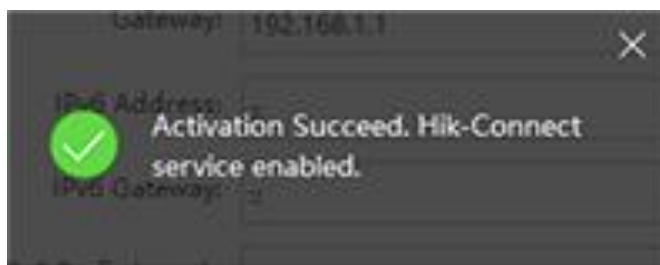 Gateway: 192.168.1.1
IPv6 Address: ::
Activation Succeed. Hik-Connect
service enabled.
IPv6 Gateway: ::